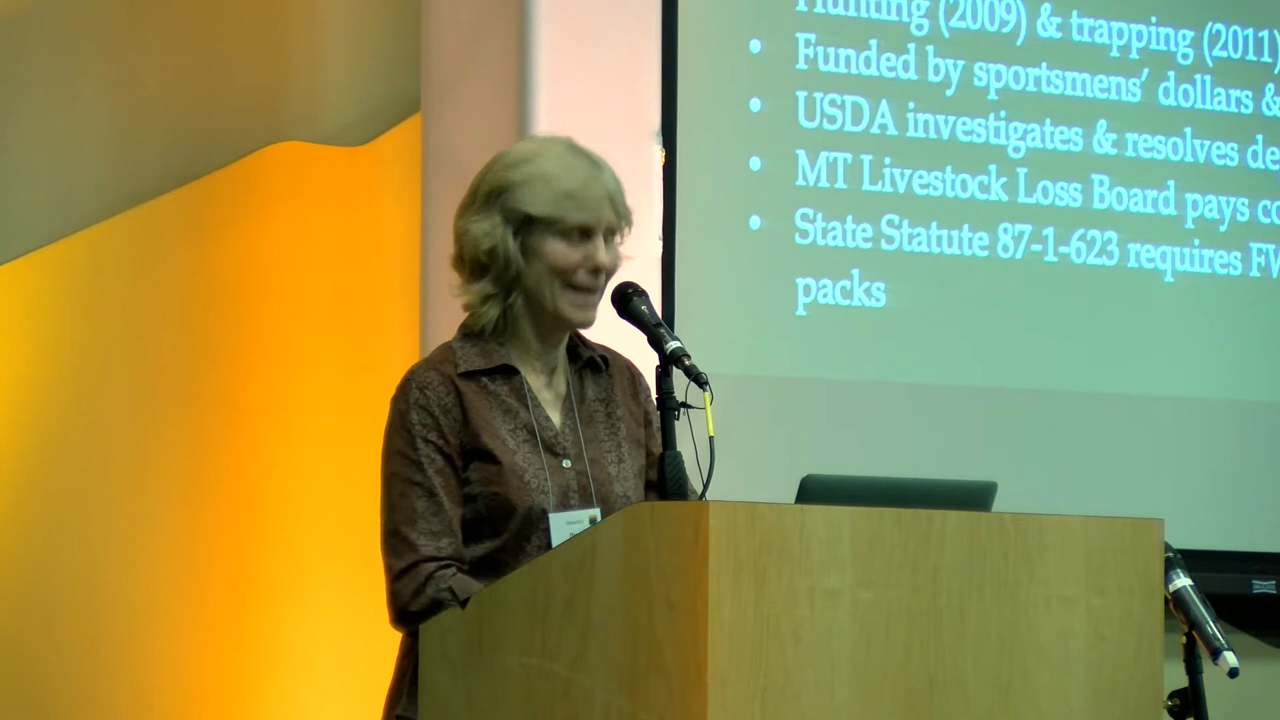 Hunting (2009) & trapping (2011)
• Funded by sportsmens’ dollars &
• USDA investigates & resolves de
• MT Livestock Loss Board pays co
• State Statute 87-1-623 requires FW
packs